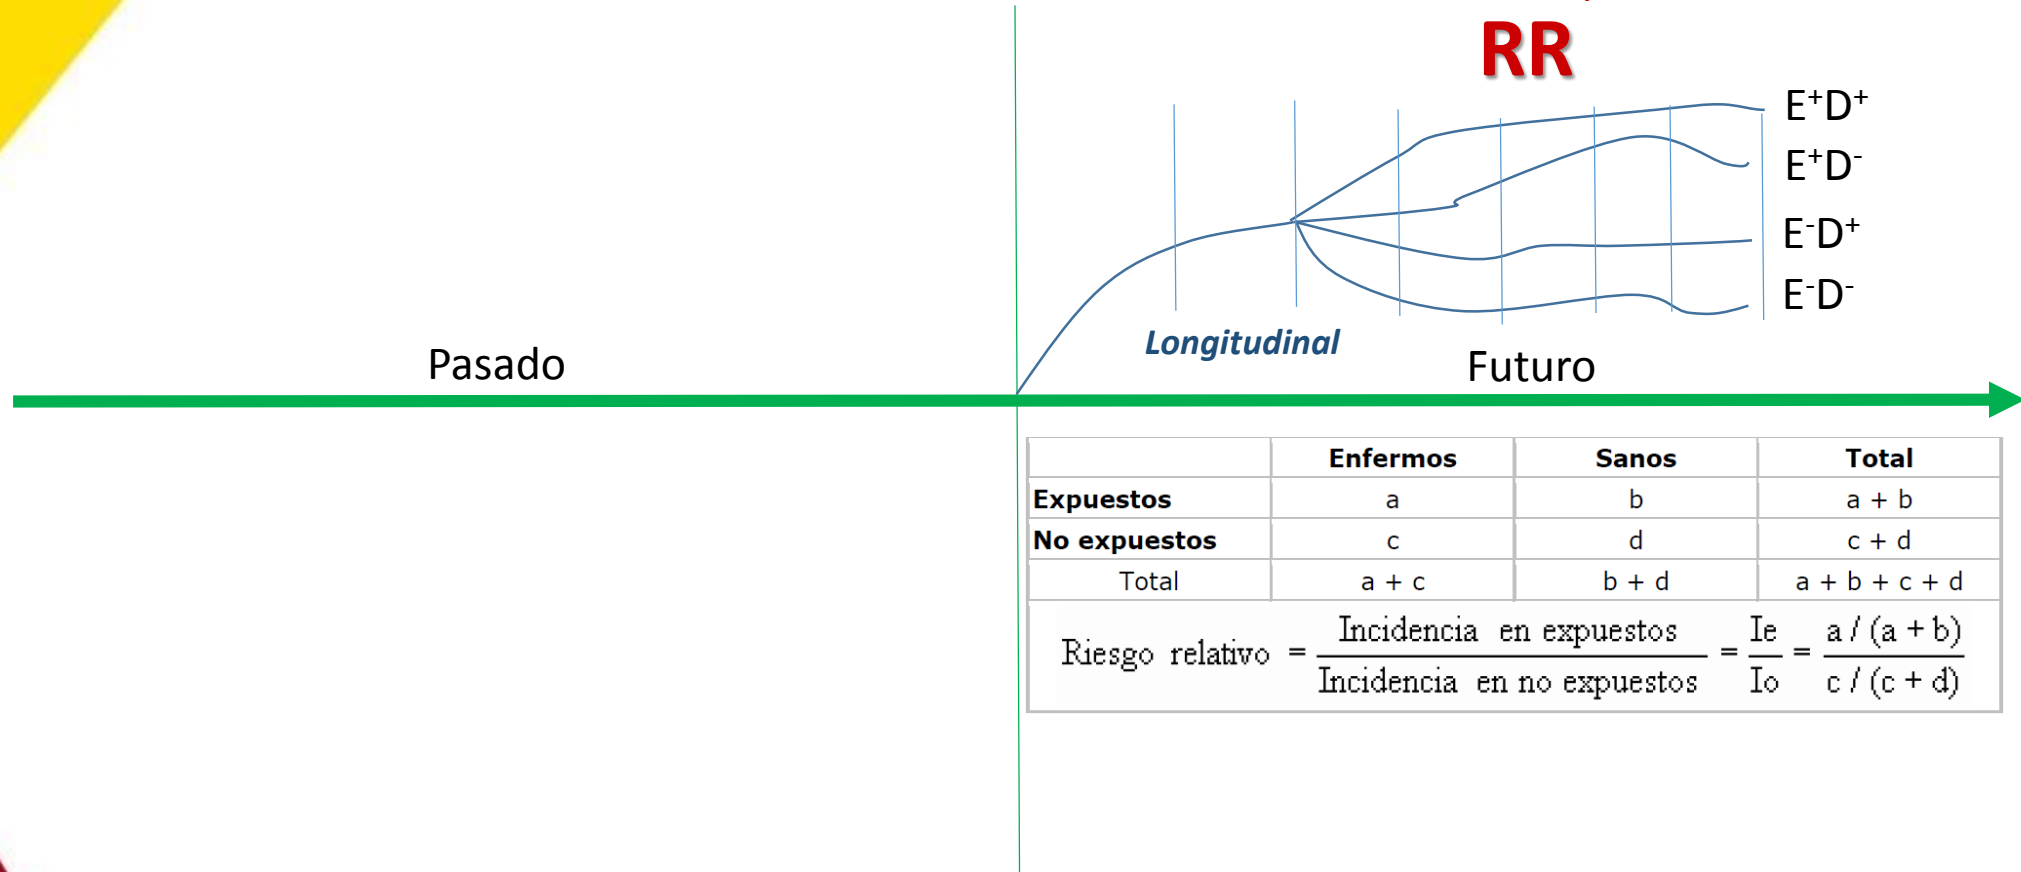 RR
E⁺D⁺
E⁺D⁻
E⁻D⁺
E⁻D⁻
Longitudinal
Pasado
Futuro
Enfermos Sanos Total
Expuestos a b a + b
No expuestos c d c + d
Total a + c b + d a + b + c + d
Riesgo relativo = Incidencia en expuestos / Incidencia en no expuestos = Ie / Io = a / (a + b) / c / (c + d)